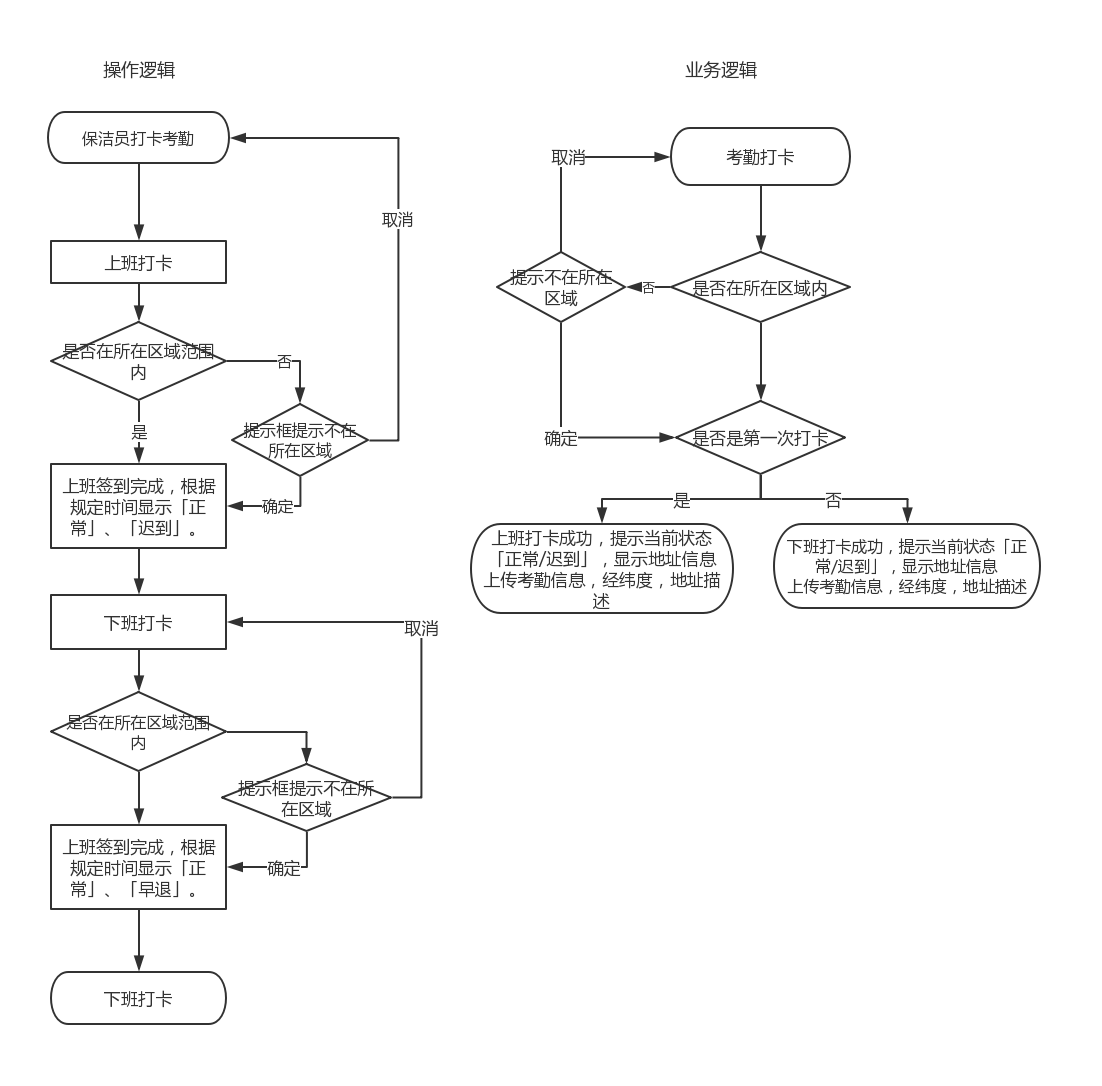 操作逻辑
保洁员打卡考勤
取消
上班打卡
是否在所在区域范围
内
否
是
提示框提示不在
所在区域
上班签到完成，根据
规定时间显示「正
常」、「迟到」。
确定
下班打卡
取消
是否在所在区域范围
内
提示框提示不在所
在区域
上班签到完成，根据
规定时间显示「正
常」、「早退」。
确定
下班打卡
业务逻辑
取消
考勤打卡
提示不在所在
区域
否
是否在所在区域内
确定
是否是第一次打卡
是
否
上班打卡成功，提示当前状态
「正常/迟到」，显示地址信息
上传考勤信息，经纬度，地址描
述
下班打卡成功，提示当前状态「正
常/迟到」，显示地址信息
上传考勤信息，经纬度，地址描述